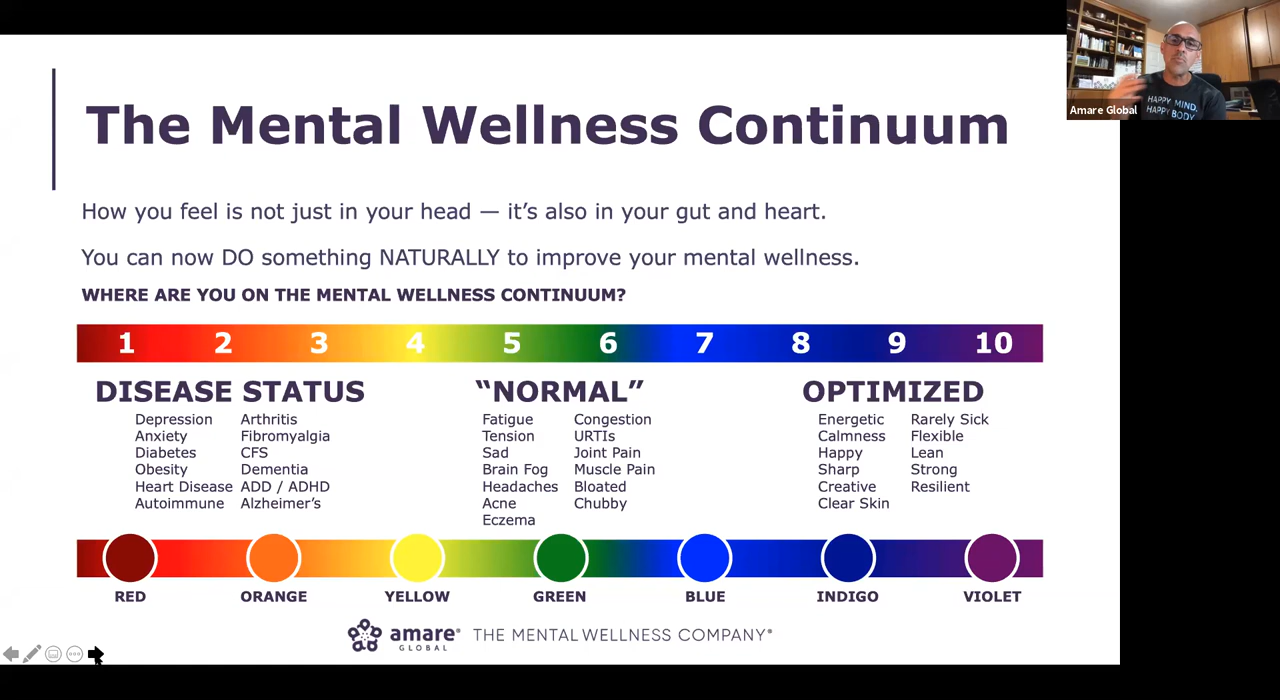 The Mental Wellness Continuum
How you feel is not just in your head — it’s also in your gut and heart.
You can now DO something NATURALLY to improve your mental wellness.
WHERE ARE YOU ON THE MENTAL WELLNESS CONTINUUM?
1 2 3 4 5 6 7 8 9 10
DISEASE STATUS
Depression
Anxiety
Diabetes
Obesity
Heart Disease
Autoimmune
Arthritis
Fibromyalgia
CFS
Dementia
ADD / ADHD
Alzheimer’s
“NORMAL”
Fatigue
Tension
Sad
Brain Fog
Headaches
Acne
Eczema
Congestion
URTIs
Joint Pain
Muscle Pain
Bloated
Chubby
OPTIMIZED
Energetic
Calmness
Happy
Sharp
Creative
Clear Skin
Rarely Sick
Flexible
Lean
Strong
Resilient
RED ORANGE YELLOW GREEN BLUE INDIGO VIOLET
amare®
GLOBAL
THE MENTAL WELLNESS COMPANY®
HAPPY MIND,
HAPPY BODY
Amare Global